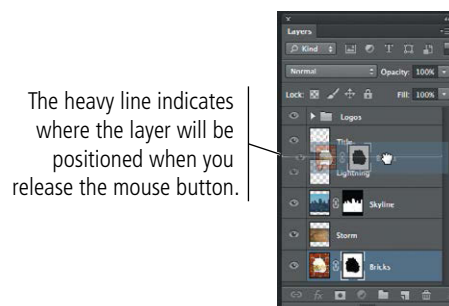 The heavy line indicates
where the layer will be
positioned when you
release the mouse button.
Layers
Kind
Normal
Opacity: 100%
Lock:
Fill: 100%
Logos
Title
Lightning
Skyline
Storm
Bricks